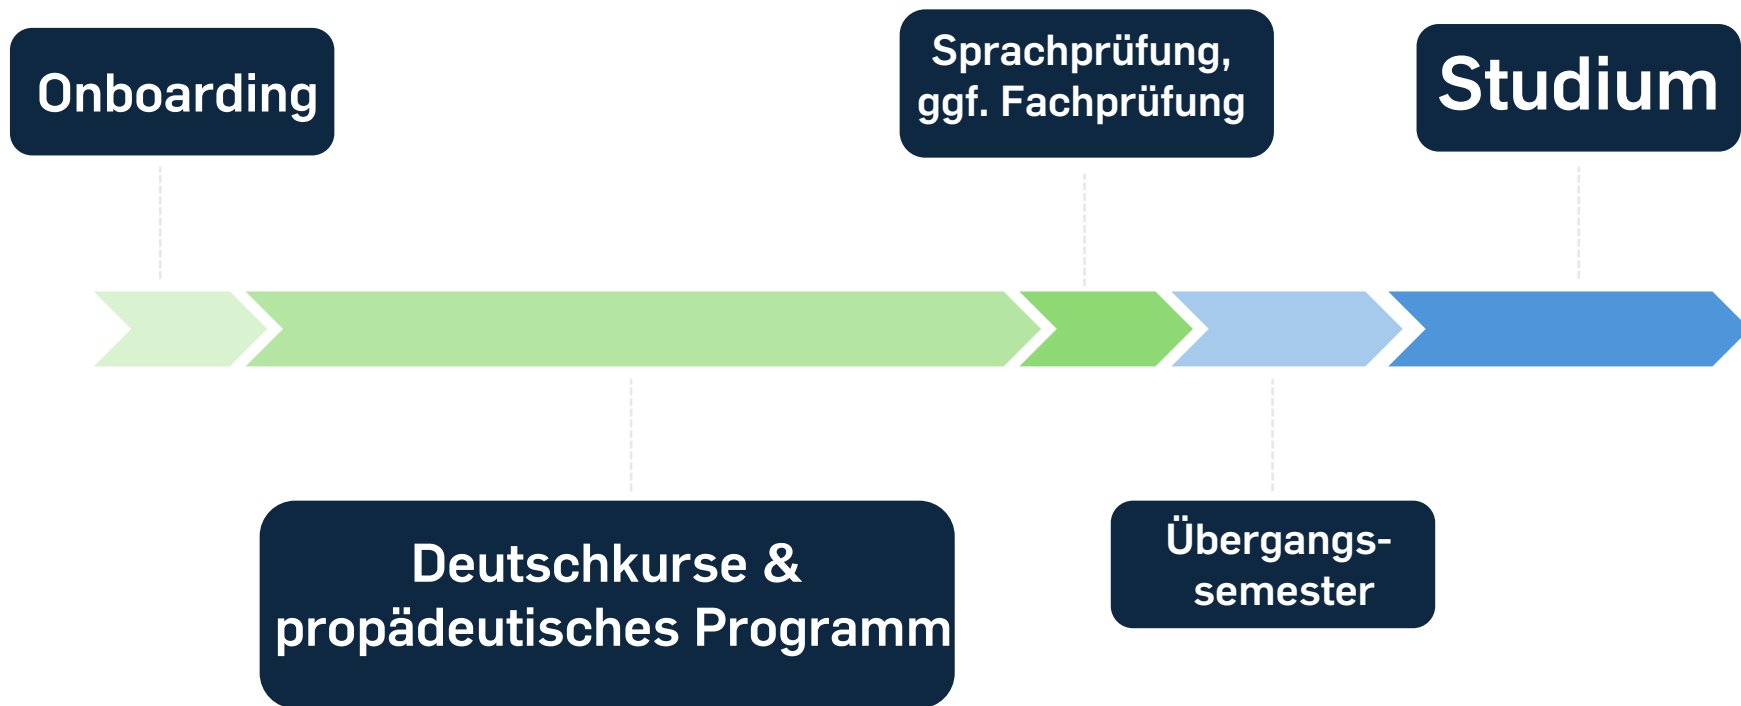 Onboarding
Sprachprüfung,
ggf. Fachprüfung
Studium
Deutschkurse &
propädeutisches Programm
Übergangs-
semester